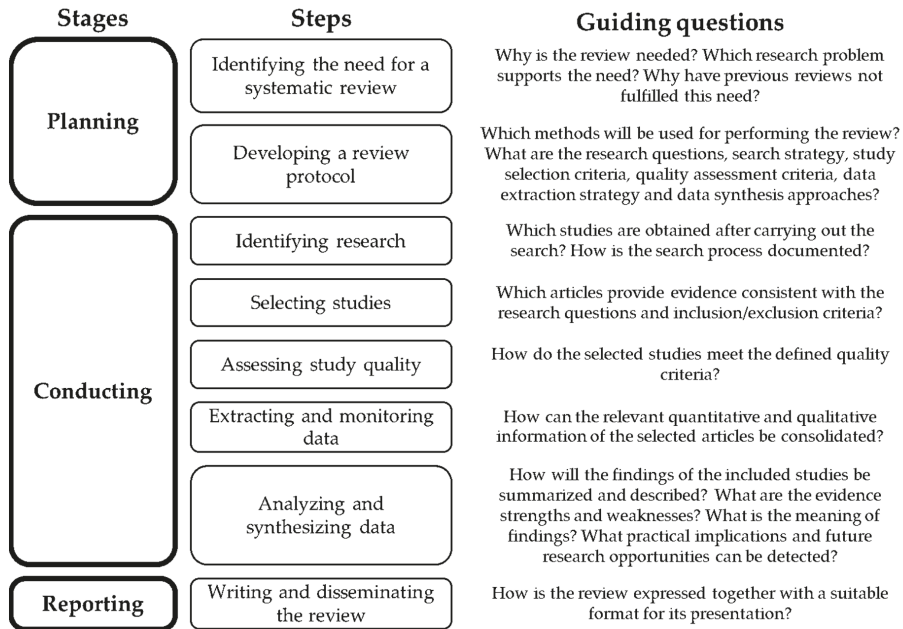 Stages
Steps
Guiding questions
Planning
Identifying the need for a
systematic review
Why is the review needed? Which research problem
supports the need? Why have previous reviews not
fulfilled this need?
Developing a review
protocol
Which methods will be used for performing the review?
What are the research questions, search strategy, study
selection criteria, quality assessment criteria, data
extraction strategy and data synthesis approaches?
Conducting
Identifying research
Which studies are obtained after carrying out the
search? How is the search process documented?
Selecting studies
Which articles provide evidence consistent with the
research questions and inclusion/exclusion criteria?
Assessing study quality
How do the selected studies meet the defined quality
criteria?
Extracting and monitoring
data
How can the relevant quantitative and qualitative
information of the selected articles be consolidated?
Analyzing and
synthesizing data
How will the findings of the included studies be
summarized and described? What are the evidence
strengths and weaknesses? What is the meaning of
findings? What practical implications and future
research opportunities can be detected?
Reporting
Writing and disseminating
the review
How is the review expressed together with a suitable
format for its presentation?